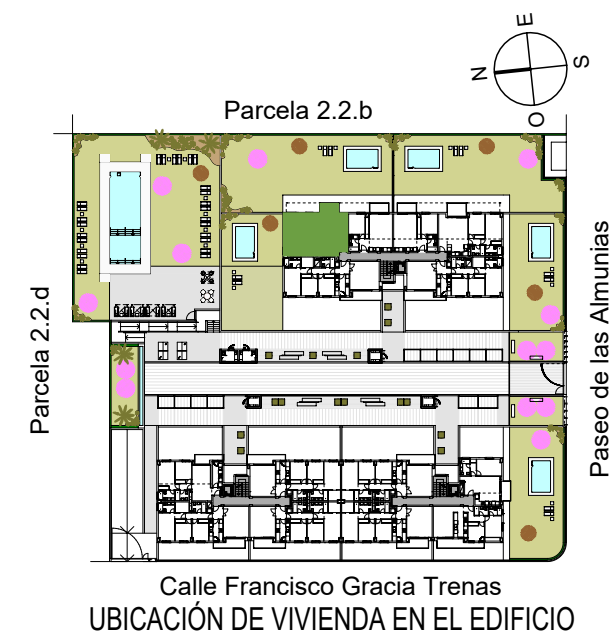 E
N
S
O
Parcela 2.2.b
Parcela 2.2.d
Paseo de las Almunias
Calle Francisco Gracia Trenas
UBICACIÓN DE VIVIENDA EN EL EDIFICIO